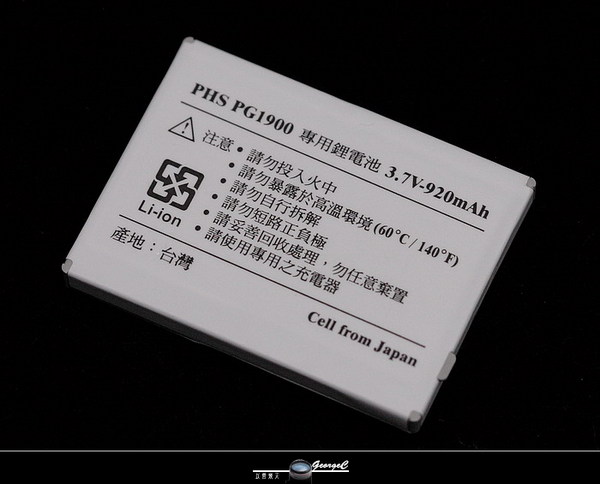 PHS PG1900 專用鋰電池 3.7V-920mAh
注意
• 請勿投入火中
• 請勿暴露於高溫環境(60°C / 140°F)
• 請勿自行拆解
• 請勿短路正負極
• 請妥善回收處理，勿任意棄置
• 請使用專用之充電器
Li-ion
產地：台灣
Cell from Japan
GeorgeC